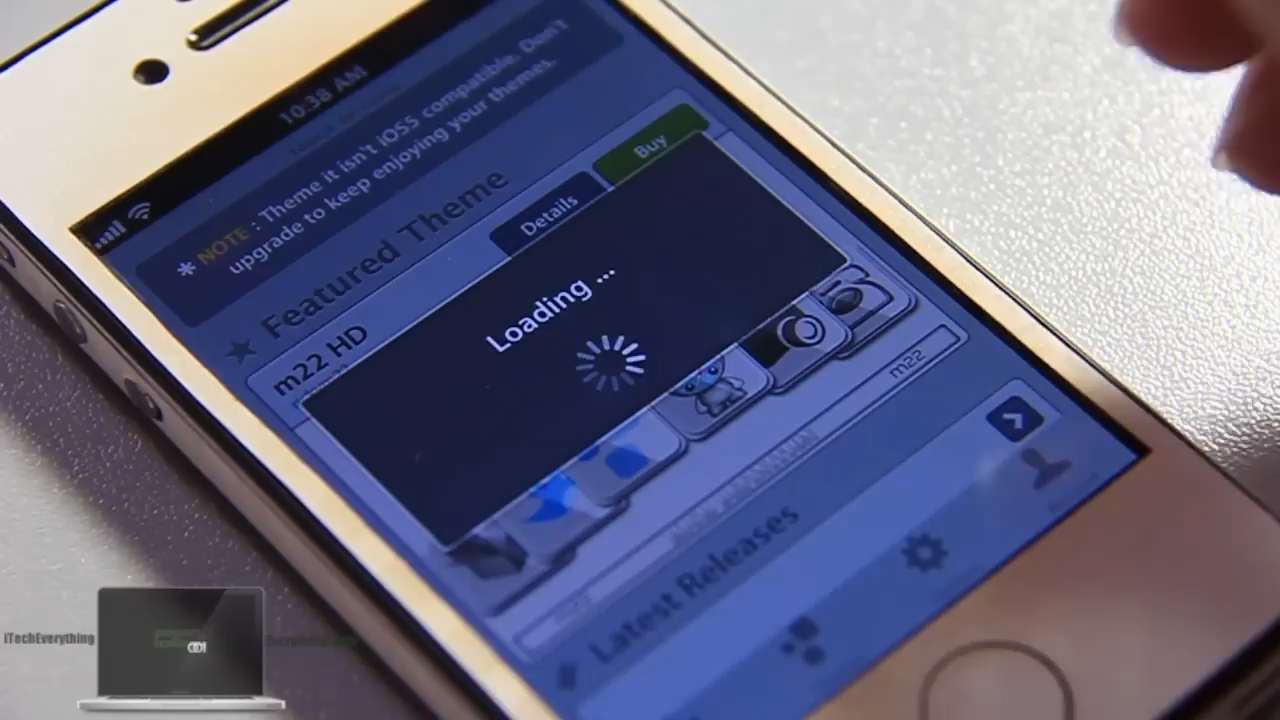 10:38 AM
* NOTE : Theme it isn't iOS5 compatible. Don't
upgrade to keep enjoying your themes.
Featured Theme
m22 HD
Details
Buy
Loading ...
m22
Latest Releases
iTechEverything